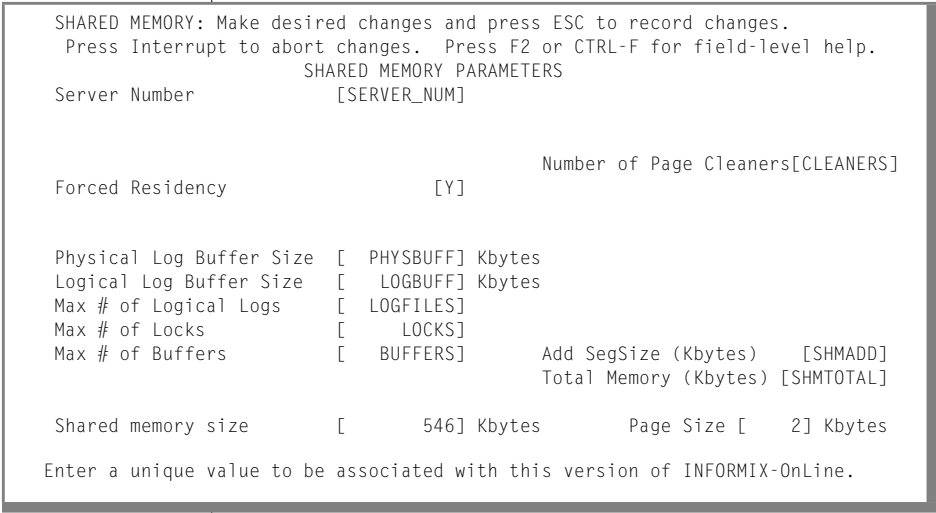 SHARED MEMORY: Make desired changes and press ESC to record changes.
Press Interrupt to abort changes. Press F2 or CTRL-F for field-level help.
SHARED MEMORY PARAMETERS
Server Number [SERVER_NUM]
Number of Page Cleaners[CLEANERS]
Forced Residency [Y]
Physical Log Buffer Size [ PHYSBUFF] Kbytes
Logical Log Buffer Size [ LOGBUFF] Kbytes
Max # of Logical Logs [ LOGFILES]
Max # of Locks [ LOCKS]
Max # of Buffers [ BUFFERS] Add SegSize (Kbytes) [SHMADD]
Total Memory (Kbytes) [SHMTOTAL]
Shared memory size [ 546] Kbytes Page Size [ 2] Kbytes
Enter a unique value to be associated with this version of INFORMIX-OnLine.